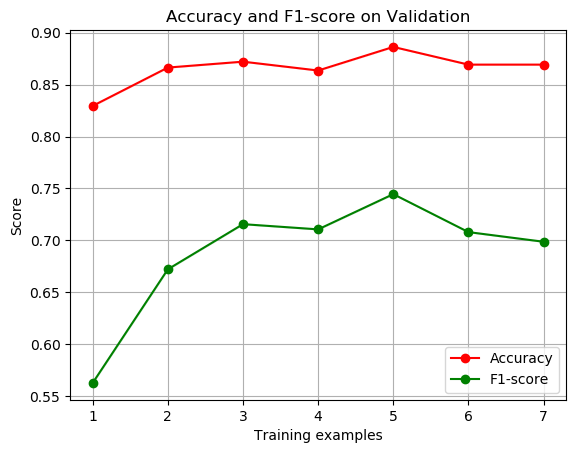 Accuracy and F1-score on Validation
0.90
0.85
0.80
0.75
0.70
0.65
0.60
0.55
Score
Accuracy
F1-score
1 2 3 4 5 6 7
Training examples